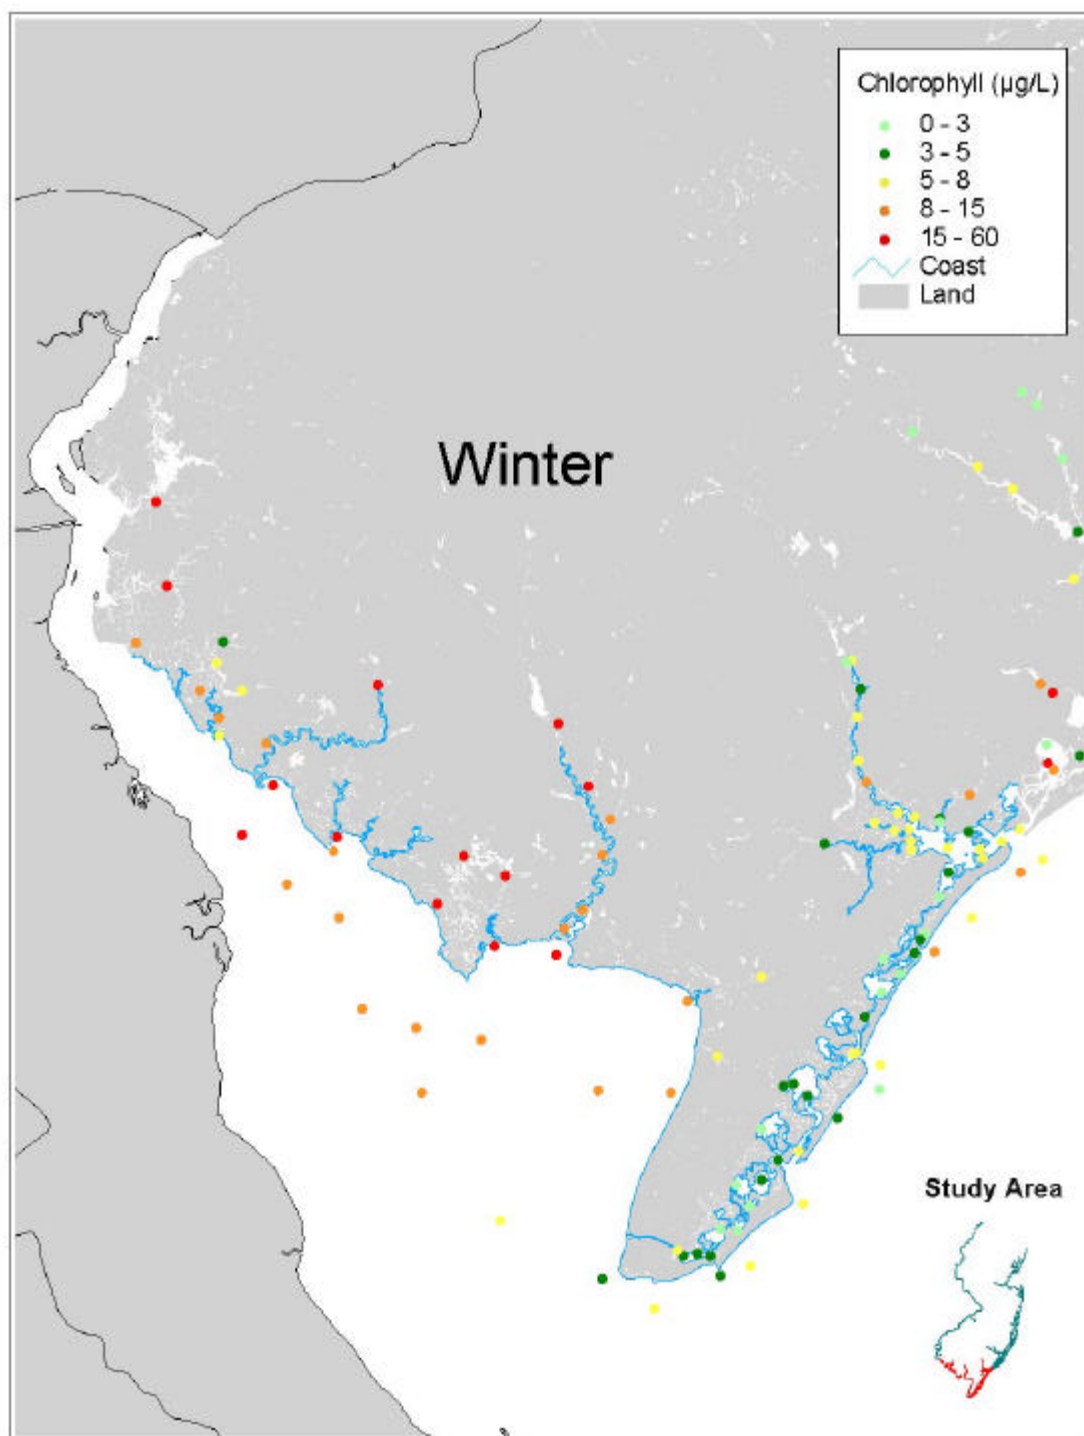 Chlorophyll (µg/L)
0 - 3
3 - 5
5 - 8
8 - 15
15 - 60
Coast
Land
Winter
Study Area